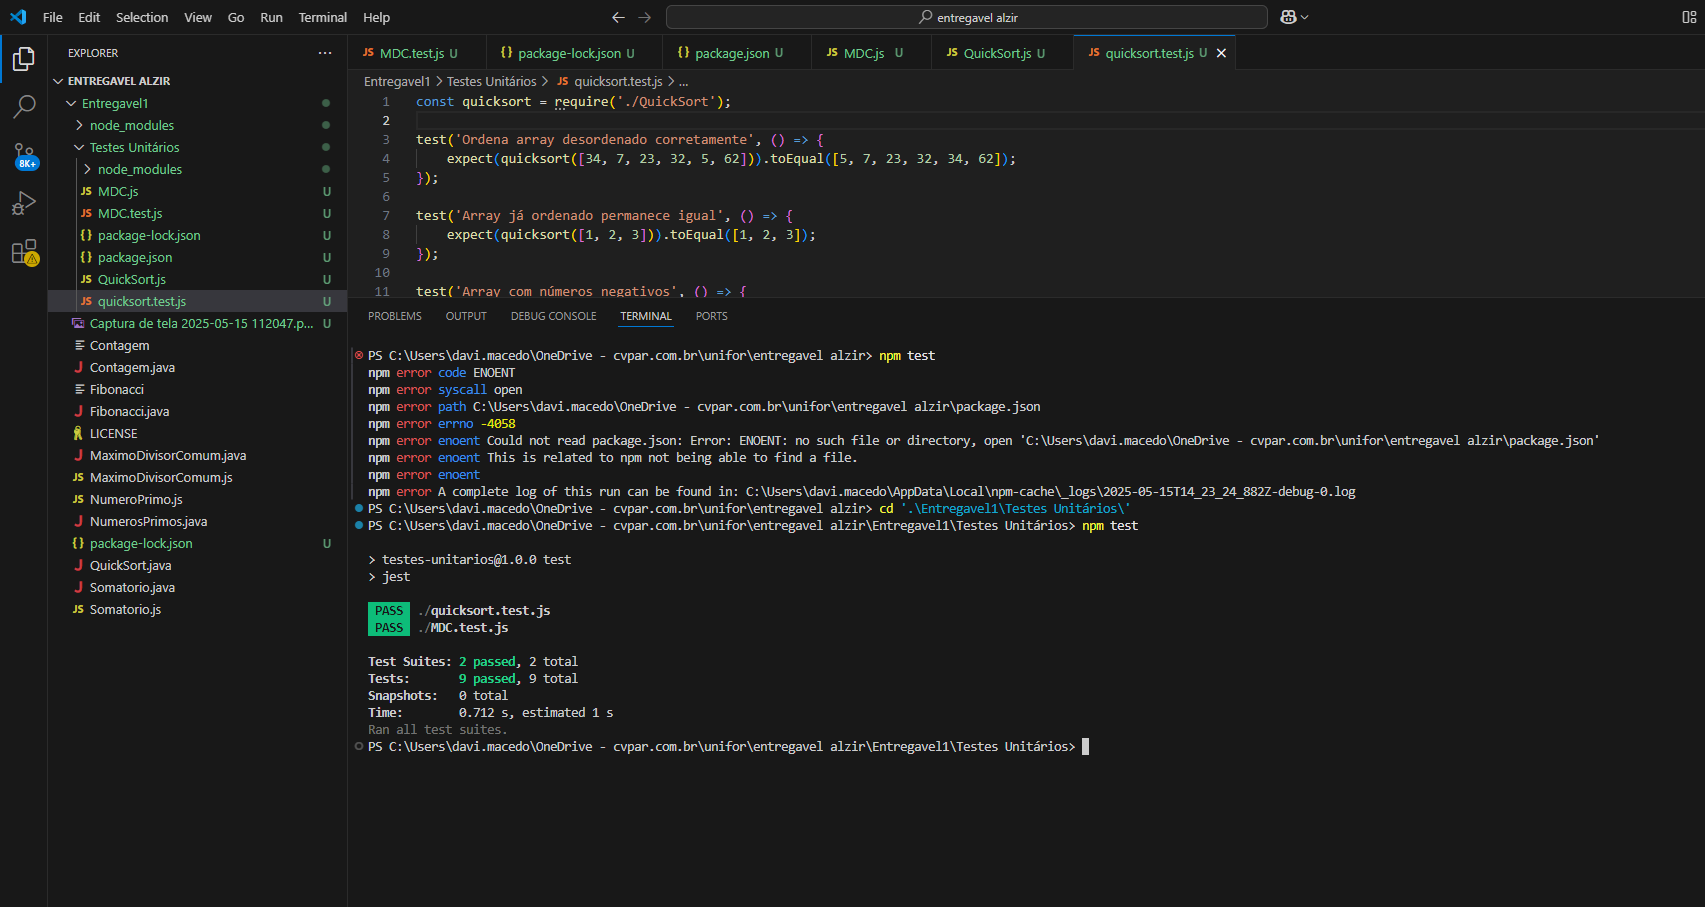 File Edit Selection View Go Run Terminal Help
entregavel alzir
EXPLORER
ENTREGAVEL ALZIR
Entregavel1
node_modules
Testes Unitários
node_modules
JS MDC.js U
JS MDC.test.js U
{} package-lock.json U
{} package.json U
JS QuickSort.js U
JS quicksort.test.js U
Captura de tela 2025-05-15 112047.p... U
Contagem
J Contagem.java
Fibonacci
J Fibonacci.java
LICENSE
J MaximoDivisorComum.java
JS MaximoDivisorComum.js
JS NumeroPrimo.js
J NumerosPrimos.java
{} package-lock.json U
J QuickSort.java
J Somatorio.java
JS Somatorio.js
8K+
JS MDC.test.js U {} package-lock.json U {} package.json U JS MDC.js U JS QuickSort.js U JS quicksort.test.js U
Entregavel1 > Testes Unitários > JS quicksort.test.js > ...
1 const quicksort = require('./QuickSort');
2
3 test('Ordena array desordenado corretamente', () => {
4 expect(quicksort([34, 7, 23, 32, 5, 62])).toEqual([5, 7, 23, 32, 34, 62]);
5 });
6
7 test('Array já ordenado permanece igual', () => {
8 expect(quicksort([1, 2, 3])).toEqual([1, 2, 3]);
9 });
10
11 test('Array com números negativos', () => {
PROBLEMS OUTPUT DEBUG CONSOLE TERMINAL PORTS
PS C:\Users\davi.macedo\OneDrive - cvpar.com.br\unifor\entregavel alzir> npm test
npm error code ENOENT
npm error syscall open
npm error path C:\Users\davi.macedo\OneDrive - cvpar.com.br\unifor\entregavel alzir\package.json
npm error errno -4058
npm error enoent Could not read package.json: Error: ENOENT: no such file or directory, open 'C:\Users\davi.macedo\OneDrive - cvpar.com.br\unifor\entregavel alzir\package.json'
npm error enoent This is related to npm not being able to find a file.
npm error enoent
npm error A complete log of this run can be found in: C:\Users\davi.macedo\AppData\Local\npm-cache\_logs\2025-05-15T14_23_24_882Z-debug-0.log
PS C:\Users\davi.macedo\OneDrive - cvpar.com.br\unifor\entregavel alzir> cd '.\Entregavel1\Testes Unitários\'
PS C:\Users\davi.macedo\OneDrive - cvpar.com.br\unifor\entregavel alzir\Entregavel1\Testes Unitários> npm test
> testes-unitarios@1.0.0 test
> jest
PASS ./quicksort.test.js
PASS ./MDC.test.js
Test Suites: 2 passed, 2 total
Tests: 9 passed, 9 total
Snapshots: 0 total
Time: 0.712 s, estimated 1 s
Ran all test suites.
PS C:\Users\davi.macedo\OneDrive - cvpar.com.br\unifor\entregavel alzir\Entregavel1\Testes Unitários>